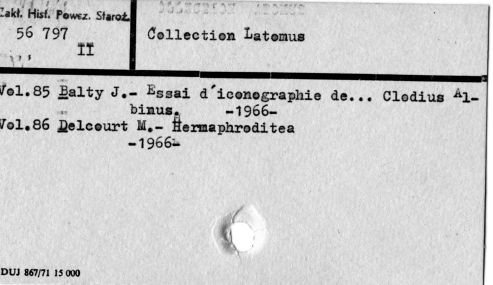 Zakł. Hist. Powsz. Staroż.
56 797
II
Collection Latomus
Vol.85 Balty J.- Essai d'iconographie de... Clodius Al-
binus. -1966-
Vol.86 Delcourt M.- Hermaphroditea
-1966-
DUJ 867/71 15 000